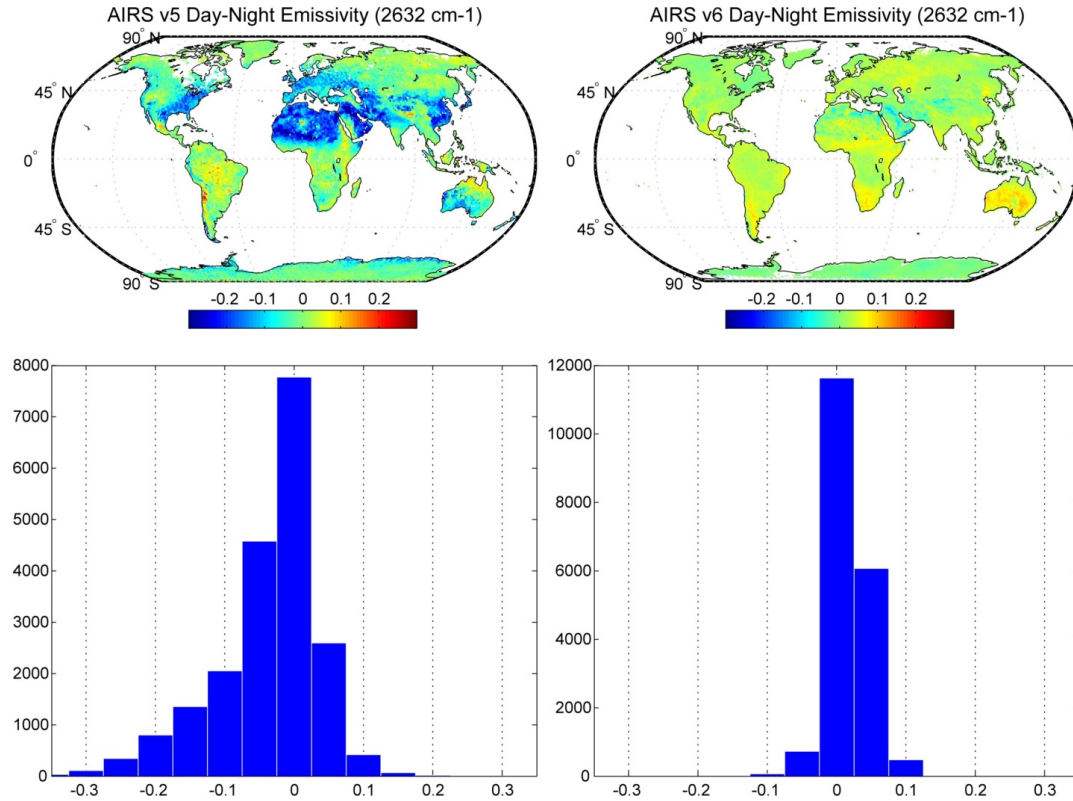 AIRS v5 Day-Night Emissivity (2632 cm-1)
90° N
45° N
0°
45° S
90° S
-0.2 -0.1 0 0.1 0.2
AIRS v6 Day-Night Emissivity (2632 cm-1)
90° N
45° N
0°
45° S
90° S
-0.2 -0.1 0 0.1 0.2
8000
7000
6000
5000
4000
3000
2000
1000
0
-0.3 -0.2 -0.1 0 0.1 0.2 0.3
12000
10000
8000
6000
4000
2000
0
-0.3 -0.2 -0.1 0 0.1 0.2 0.3